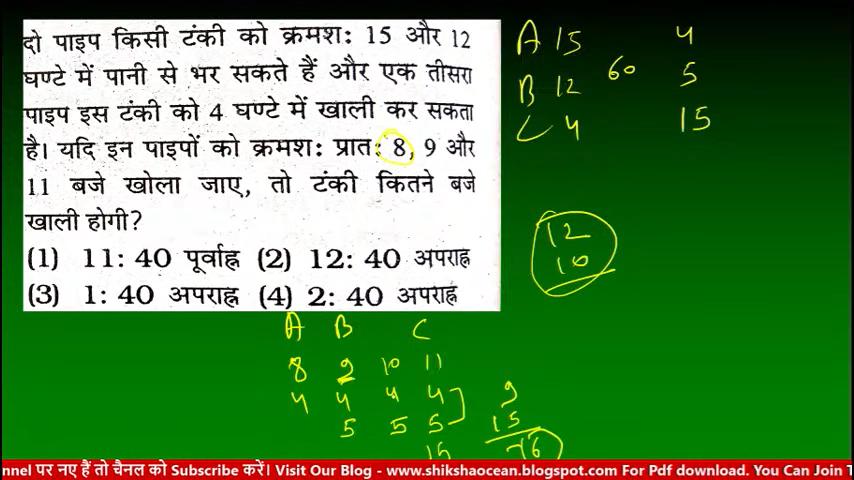 दो पाइप किसी टंकी को क्रमश: 15 और 12
घण्टे में पानी से भर सकते हैं और एक तीसरा
पाइप इस टंकी को 4 घण्टे में खाली कर सकता
है। यदि इन पाइपों को क्रमश: प्रात: 8, 9 और
11 बजे खोला जाए, तो टंकी कितने बजे
खाली होगी?
(1) 11: 40 पूर्वाह्न (2) 12: 40 अपराह्न
(3) 1: 40 अपराह्न (4) 2: 40 अपराह्न
A 15 4
B 12 60 5
C 4 15
12
10
A B C
8 9 10 11
4 4 4 4 9
5 5 5 15
15
nnel पर नए हैं तो चैनल को Subscribe करें। Visit Our Blog - www.shikshaocean.blogspot.com For Pdf download. You Can Join T